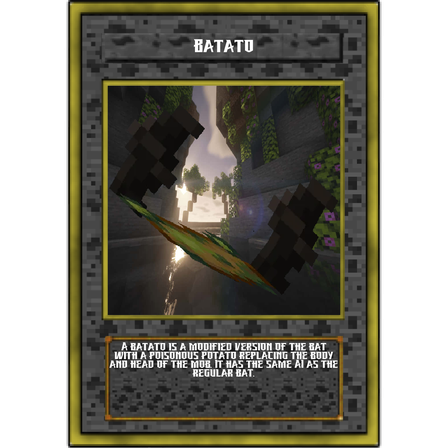 BATATO
A BATATO IS A MODIFIED VERSION OF THE BAT
WITH A POISONOUS POTATO REPLACING THE BODY
AND HEAD OF THE MOB. IT HAS THE SAME AI AS THE
REGULAR BAT.